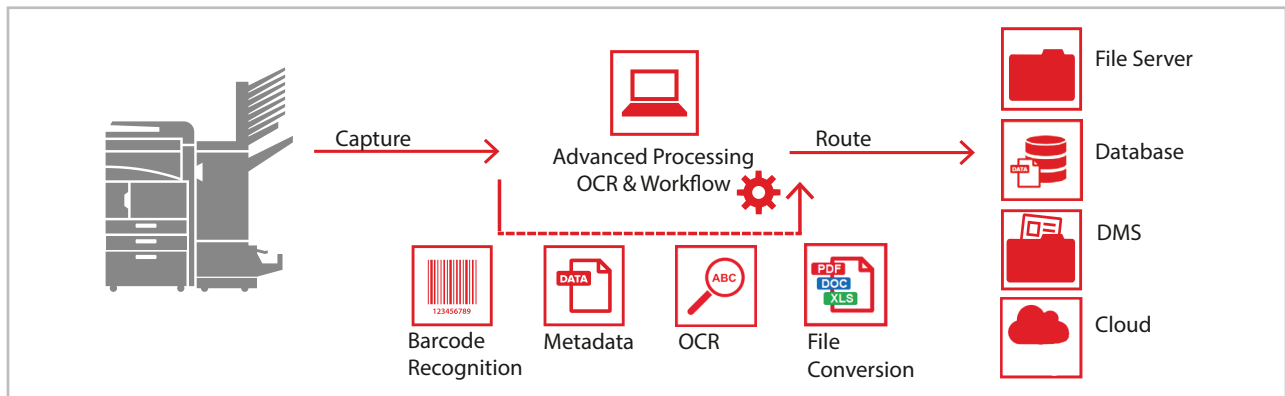 Capture
Advanced Processing
OCR & Workflow
Route
File Server
DATA
Database
DMS
Cloud
123456789
Barcode
Recognition
DATA
Metadata
ABC
OCR
PDF
DOC
XLS
File
Conversion